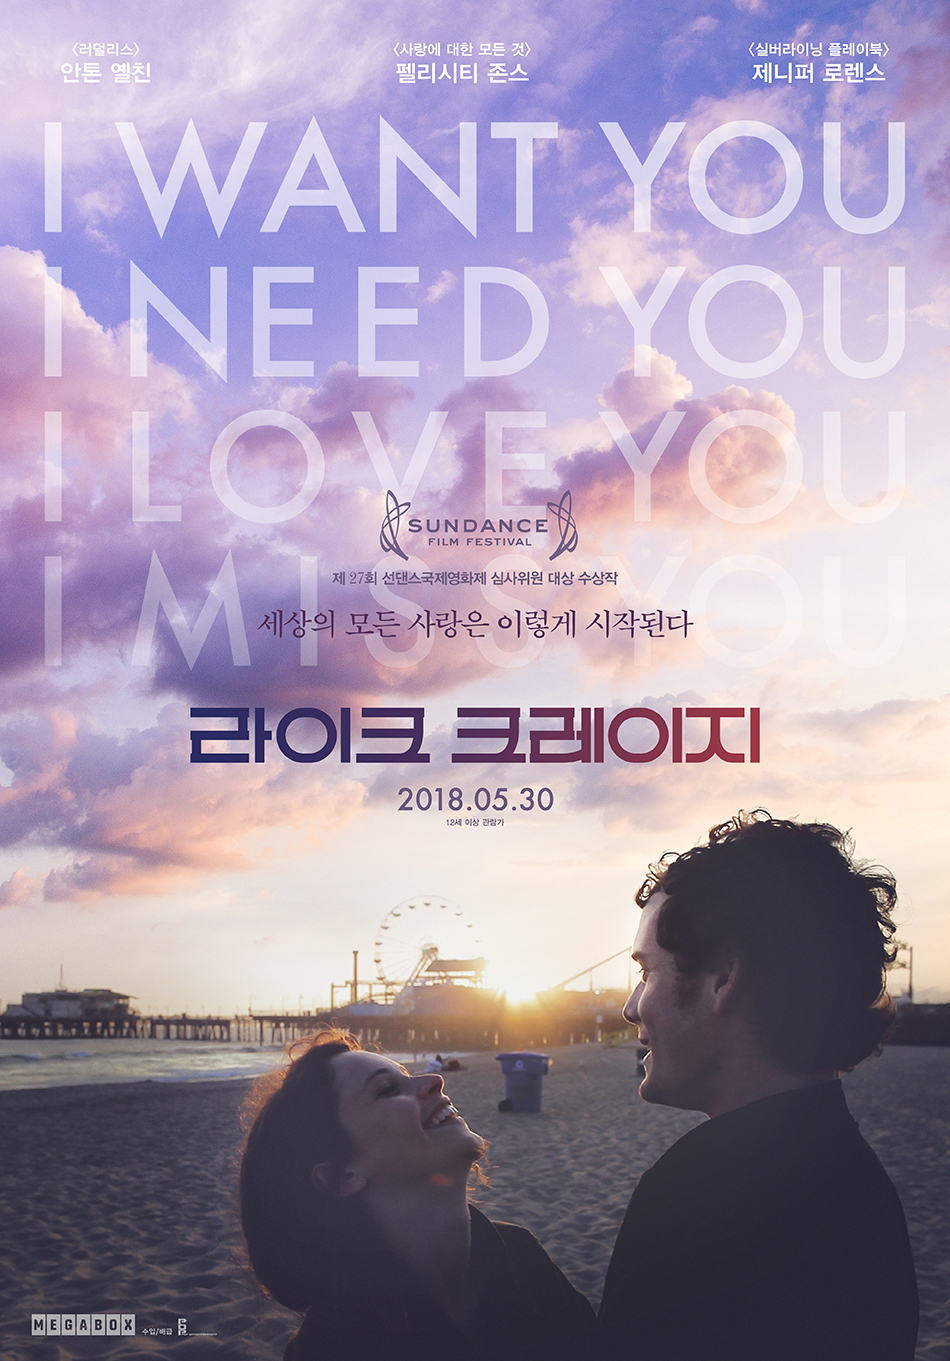 〈러덜리스〉
안톤 옐친
〈사랑에 대한 모든 것〉
펠리시티 존스
〈실버라이닝 플레이북〉
제니퍼 로렌스
I WANT YOU
I NEED YOU
I LOVE YOU
SUNDANCE
FILM FESTIVAL
제 27회 선댄스국제영화제 심사위원 대상 수상작
I MISS YOU
세상의 모든 사랑은 이렇게 시작된다
라이크 크레이지
2018.05.30
12세 이상 관람가
MEGABOX 수입/배급